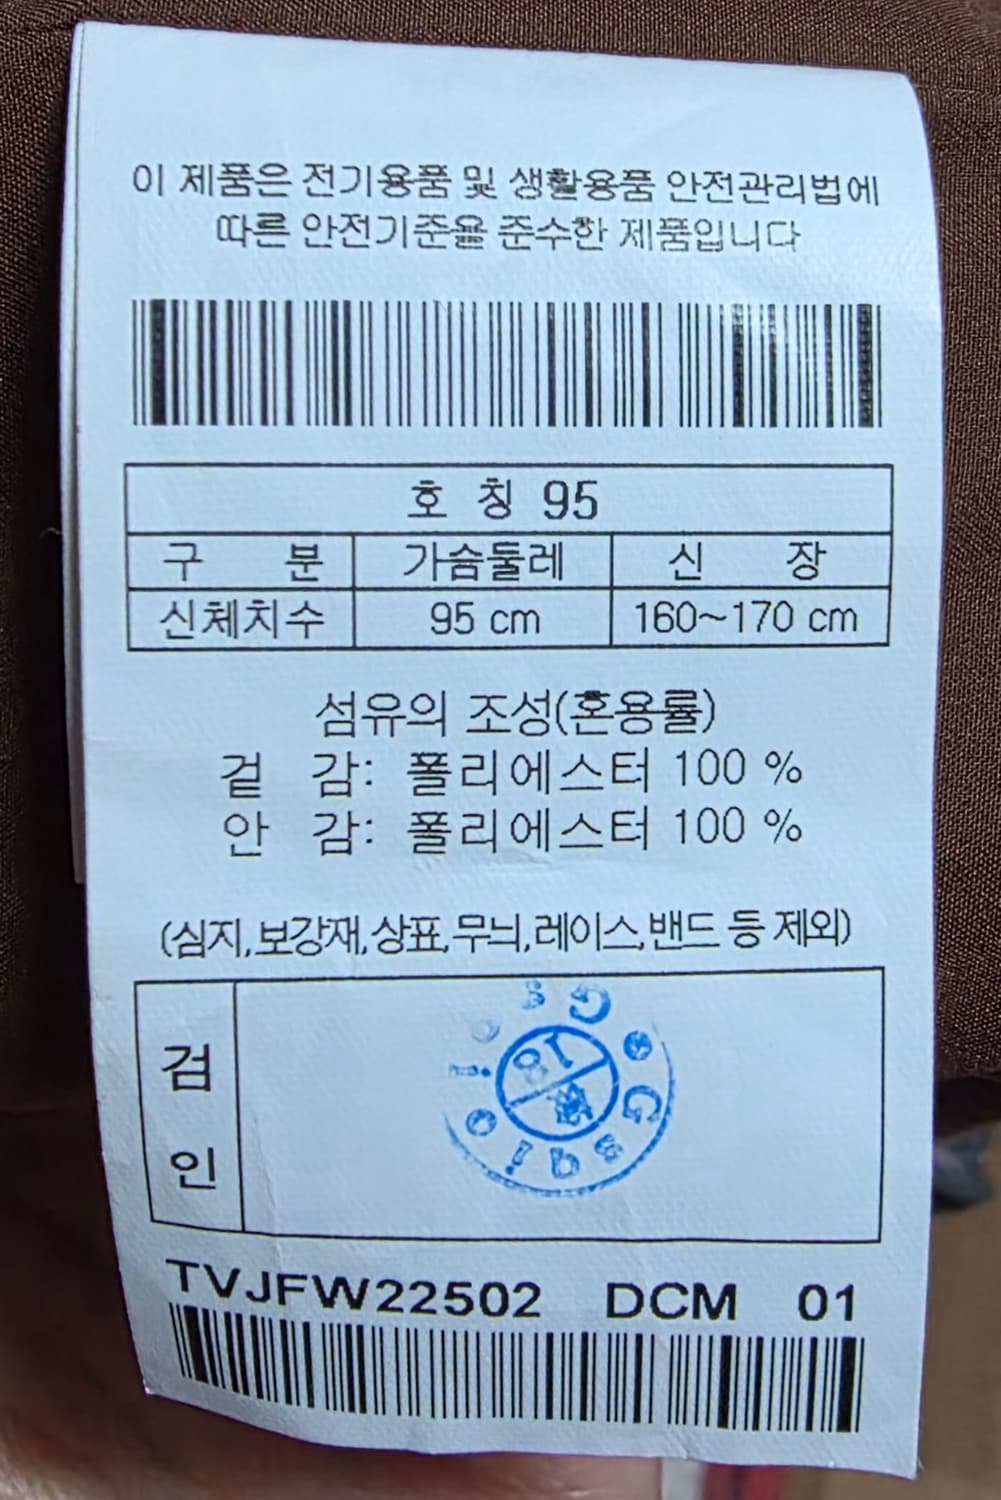 이 제품은 전기용품 및 생활용품 안전관리법에
따른 안전기준을 준수한 제품입니다
호 칭 95
구 분 가슴둘레 신 장
신체치수 95 cm 160~170 cm
섬유의 조성(혼용률)
겉 감: 폴리에스터 100 %
안 감: 폴리에스터 100 %
(심지,보강재,상표,무늬,레이스,밴드 등 제외)
검
인
TVJFW22502 DCM 01